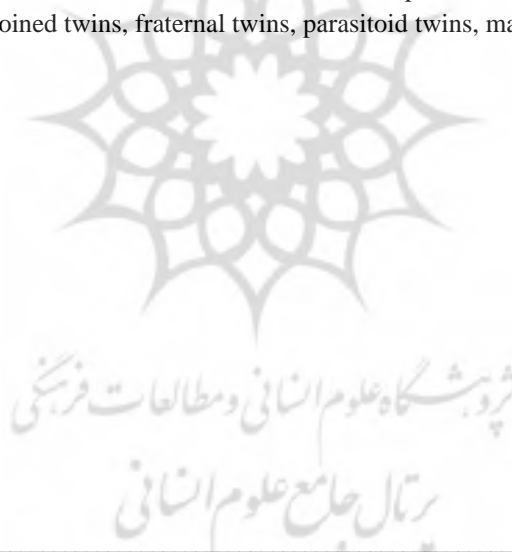 oined twins, fraternal twins, parasitoid twins, ma
پژوهشگاه علوم انسانی و مطالعات فرهنگی
پرتال جامع علوم انسانی